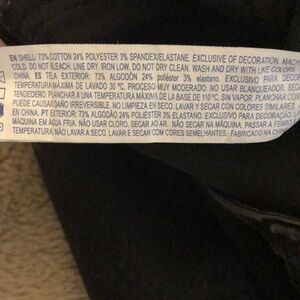 EN SHELL: 73% COTTON 24% POLYESTER 3% SPANDEX/ELASTANE. EXCLUSIVE OF DECORATION. MACH
COLD. DO NOT BLEACH. LINE DRY. IRON LOW. DO NOT DRY CLEAN. WASH AND DRY WITH LIKE COLORS.
CHINA. ES TELA EXTERIOR: 73% ALGODÓN 24% poliéster 3% elastano. EXCLUSIVO PARA DECOR
TEMPERATURA MÁXIMA DE LAVADO 30 ºC. PROCESO MUY MODERADO. NO USAR BLANQUEADOR. SECA
TENDEDERO PLANCHAR A UNA TEMPERATURA MÁXIMA DE LA BASE DE 110 ºC, SIN VAPOR. PLANCHAR CON
PUEDE CAUSAR DAÑO IRREVERSIBLE. NO LIMPIEZA EN SECO. LAVAR Y SECAR CON COLORES
EN CHINA. PT EXTERIOR: 73% ALGODÃO 24% POLIÉSTER 3% ELASTANO. EXCLUSIVO PARA DECORAÇÃO. L
MÁQUINA EM ÁGUA FRIA. NÃO USAR CLORO. SECAR AO AR. NÃO SECAR NA MÁQUINA. PASSAR A FERRO
TEMPERATURA. NÃO LAVAR A SECO. LAVAR E SECAR COM CORES SEMELHANTES. FABRICADO NA CHINA